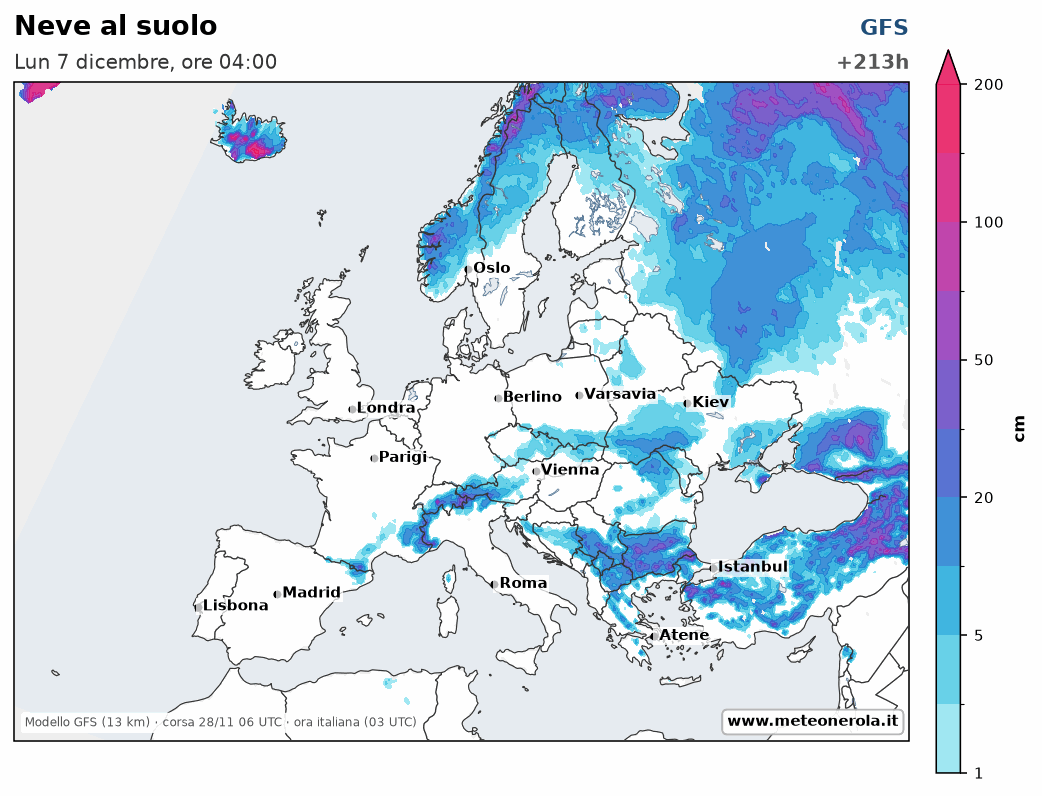 Neve al suolo
GFS
Lun 7 dicembre, ore 04:00
+213h
Oslo
Berlino
Varsavia
Kiev
Londra
Parigi
Vienna
Istanbul
Roma
Madrid
Lisbona
Atene
Modello GFS (13 km) · corsa 28/11 06 UTC · ora italiana (03 UTC)
www.meteonerola.it
200
100
50
20
5
1
cm